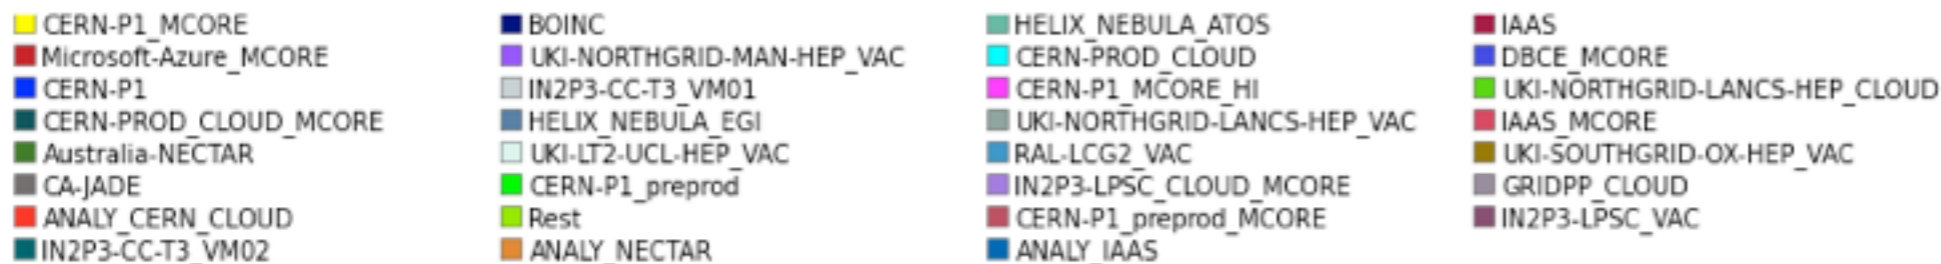 CERN-P1_MCORE BOINC HELIX_NEBULA_ATOS IAAS
Microsoft-Azure_MCORE UKI-NORTHGRID-MAN-HEP_VAC CERN-PROD_CLOUD DBCE_MCORE
CERN-P1 IN2P3-CC-T3_VM01 CERN-P1_MCORE_HI UKI-NORTHGRID-LANCS-HEP_CLOUD
CERN-PROD_CLOUD_MCORE HELIX_NEBULA_EGI UKI-NORTHGRID-LANCS-HEP_VAC IAAS_MCORE
Australia-NECTAR UKI-LT2-UCL-HEP_VAC RAL-LCG2_VAC UKI-SOUTHGRID-OX-HEP_VAC
CA-JADE CERN-P1_preprod IN2P3-LPSC_CLOUD_MCORE GRIDPP_CLOUD
ANALY_CERN_CLOUD Rest CERN-P1_preprod_MCORE IN2P3-LPSC_VAC
IN2P3-CC-T3_VM02 ANALY_NECTAR ANALY_IAAS